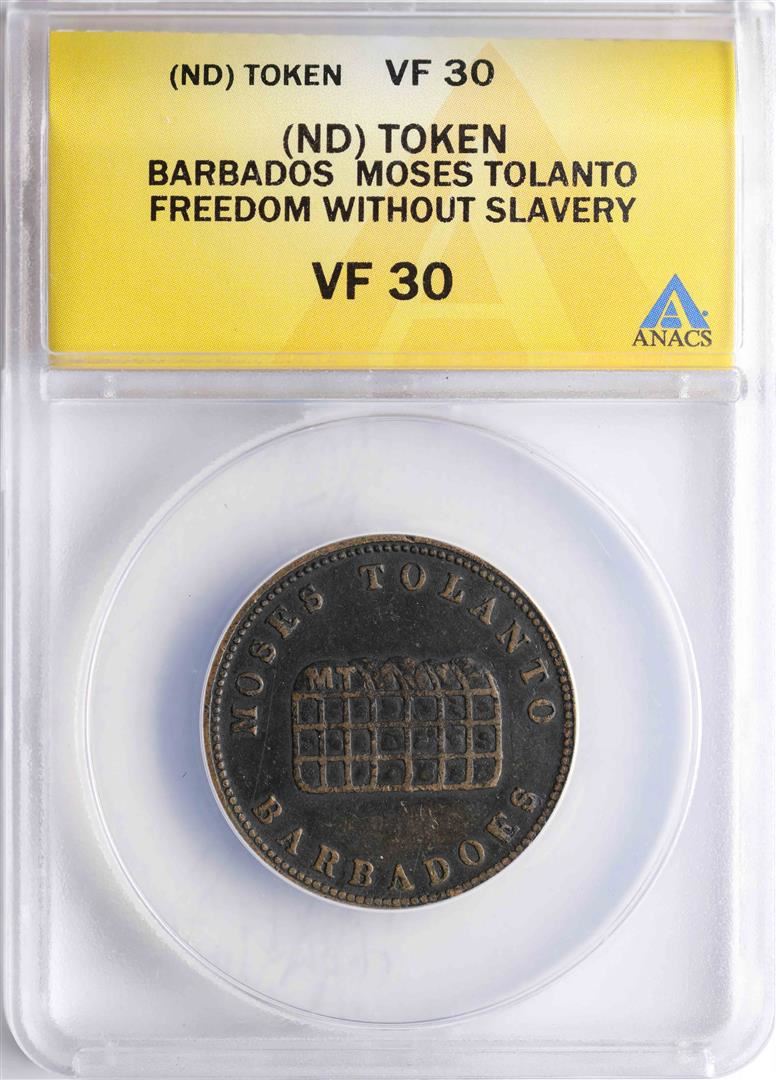 (ND) TOKEN VF 30
(ND) TOKEN
BARBADOS MOSES TOLANTO
FREEDOM WITHOUT SLAVERY
VF 30
ANACS
MOSES TOLANTO
MT
BARBADOES